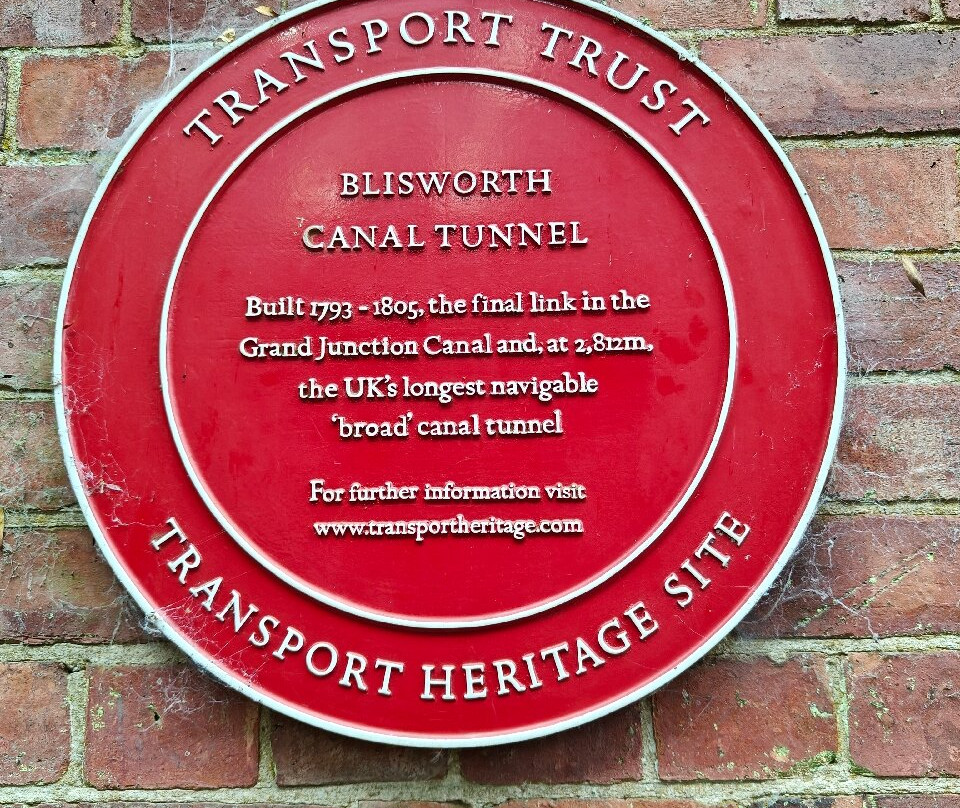 TRANSPORT TRUST
BLISWORTH
CANAL TUNNEL
Built 1793 - 1805, the final link in the
Grand Junction Canal and, at 2,812m,
the UK's longest navigable
'broad' canal tunnel
For further information visit
www.transportheritage.com
TRANSPORT HERITAGE SITE